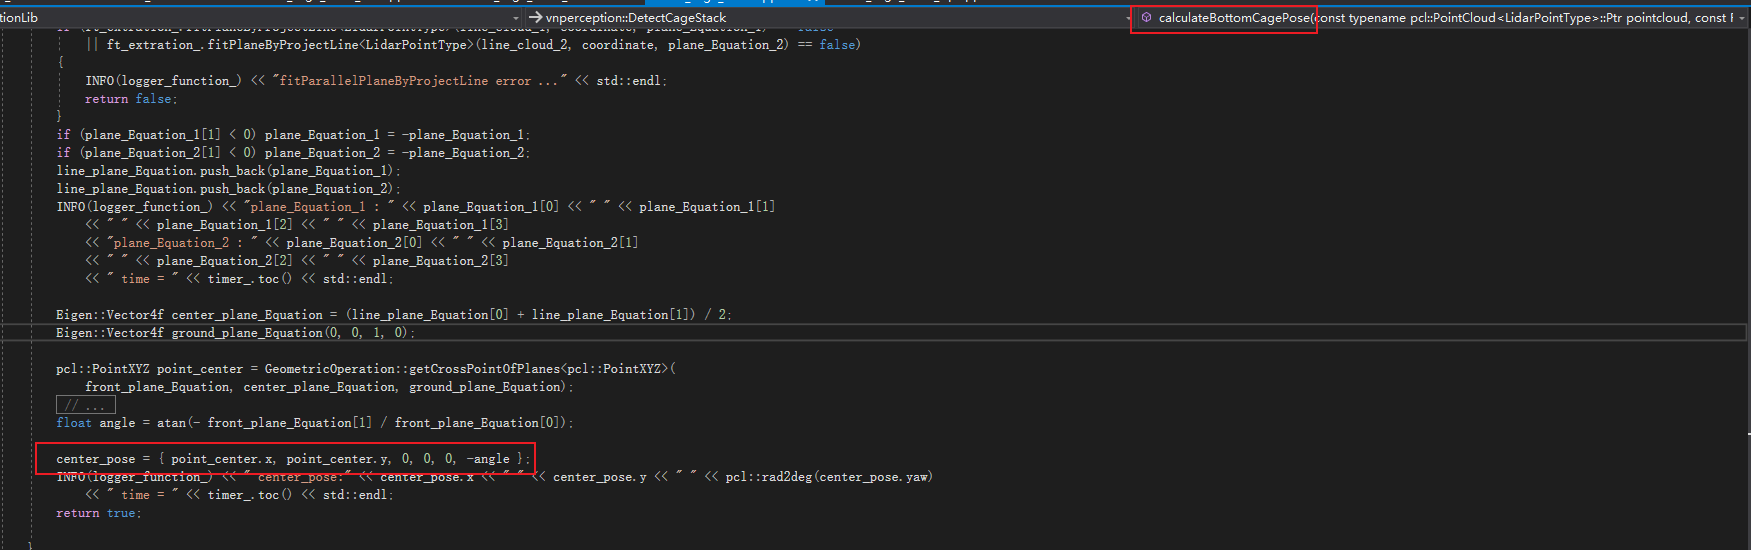 tionLib vnperception::DetectCageStack calculateBottomCagePose(const typename pcl::PointCloud<LidarPointType>::Ptr pointcloud, const
|| ft_extration_.fitPlaneByProjectLine<LidarPointType>(line_cloud_2, coordinate, plane_Equation_2) == false)
{
INFO(logger_function_) << "fitParallelPlaneByProjectLine error ..." << std::endl;
return false;
}
if (plane_Equation_1[1] < 0) plane_Equation_1 = -plane_Equation_1;
if (plane_Equation_2[1] < 0) plane_Equation_2 = -plane_Equation_2;
line_plane_Equation.push_back(plane_Equation_1);
line_plane_Equation.push_back(plane_Equation_2);
INFO(logger_function_) << "plane_Equation_1 : " << plane_Equation_1[0] << " " << plane_Equation_1[1]
<< " " << plane_Equation_1[2] << " " << plane_Equation_1[3]
<< "plane_Equation_2 : " << plane_Equation_2[0] << " " << plane_Equation_2[1]
<< " " << plane_Equation_2[2] << " " << plane_Equation_2[3]
<< " time = " << timer_.toc() << std::endl;
Eigen::Vector4f center_plane_Equation = (line_plane_Equation[0] + line_plane_Equation[1]) / 2;
Eigen::Vector4f ground_plane_Equation(0, 0, 1, 0);
pcl::PointXYZ point_center = GeometricOperation::getCrossPointOfPlanes<pcl::PointXYZ>(
front_plane_Equation, center_plane_Equation, ground_plane_Equation);
// ...
float angle = atan(- front_plane_Equation[1] / front_plane_Equation[0]);
center_pose = { point_center.x, point_center.y, 0, 0, 0, -angle };
INFO(logger_function_) << " center_pose:" << center_pose.x << " " << center_pose.y << " " << pcl::rad2deg(center_pose.yaw)
<< " time = " << timer_.toc() << std::endl;
return true;
}